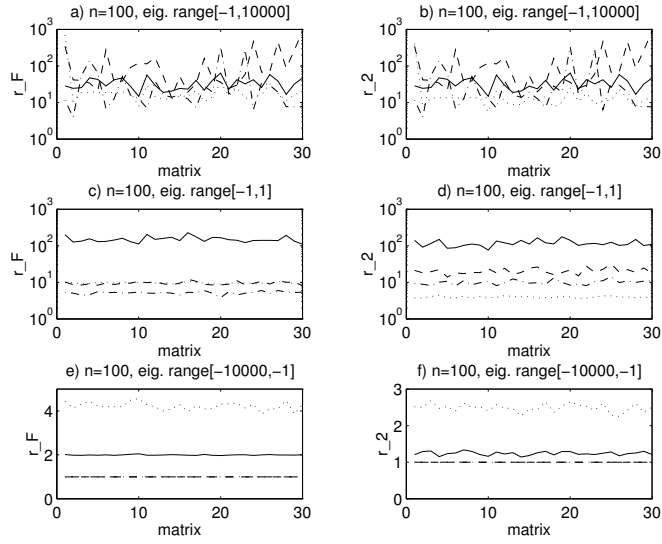 a) n=100, eig. range[−1,10000]
10^3
10^2
10^1
10^0
r_F
0
10
20
30
matrix
b) n=100, eig. range[−1,10000]
10^3
10^2
10^1
10^0
r_2
0
10
20
30
matrix
c) n=100, eig. range[−1,1]
10^3
10^2
10^1
10^0
r_F
0
10
20
30
matrix
d) n=100, eig. range[−1,1]
10^3
10^2
10^1
10^0
r_2
0
10
20
30
matrix
e) n=100, eig. range[−10000,−1]
4
2
0
r_F
0
10
20
30
matrix
f) n=100, eig. range[−10000,−1]
3
2
1
0
r_2
0
10
20
30
matrix